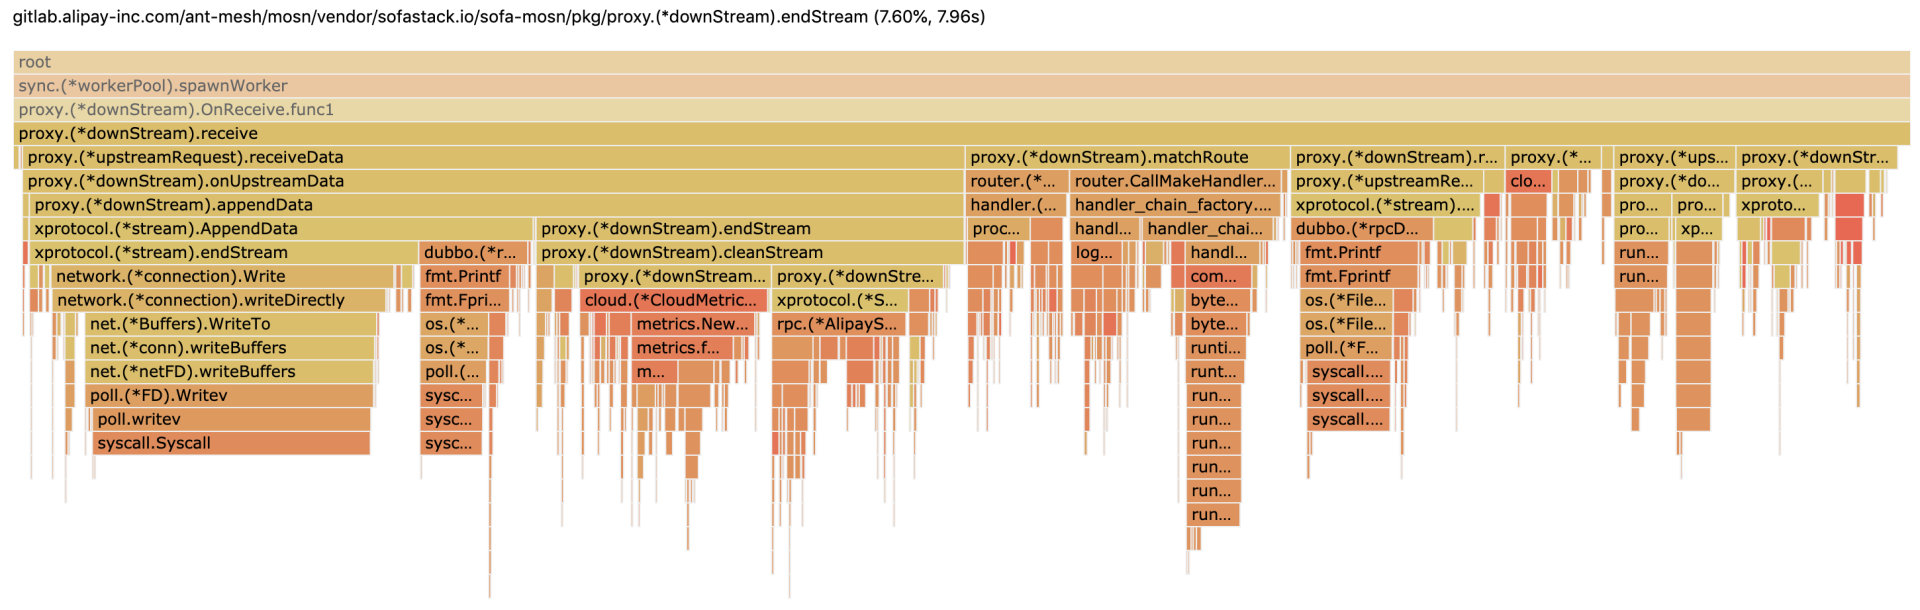 gitlab.alipay-inc.com/ant-mesh/mosn/vendor/sofastack.io/sofa-mosn/pkg/proxy.(*downStream).endStream (7.60%, 7.96s)
root
sync.(*workerPool).spawnWorker
proxy.(*downStream).OnReceive.func1
proxy.(*downStream).receive
proxy.(*upstreamRequest).receiveData proxy.(*downStream).matchRoute proxy.(*downStream).r... proxy.(*... proxy.(*ups... proxy.(*downStr...
proxy.(*downStream).onUpstreamData router.(*... router.CallMakeHandler... proxy.(*upstreamRe... clo... proxy.(*do... proxy.(...
proxy.(*downStream).appendData handler.(... handler_chain_factory.... xprotocol.(*stream).... pro... pro... xproto...
xprotocol.(*stream).AppendData proxy.(*downStream).endStream proc... handl... handler_chai... dubbo.(*rpcD... pro... xp...
xprotocol.(*stream).endStream dubbo.(*r... proxy.(*downStream).cleanStream log... handl... fmt.Printf run...
network.(*connection).Write fmt.Printf proxy.(*downStream... proxy.(*downStre... com... fmt.Fprintf run...
network.(*connection).writeDirectly fmt.Fpri... cloud.(*CloudMetric... xprotocol.(*S... byte... os.(*File...
net.(*Buffers).WriteTo os.(*... metrics.New... rpc.(*AlipayS... byte... os.(*File...
net.(*conn).writeBuffers os.(*... metrics.f... runti... poll.(*F...
net.(*netFD).writeBuffers poll.(... m... runt... syscall....
poll.(*FD).Writev sysc... run... syscall....
poll.writev sysc... run... syscall....
syscall.Syscall sysc... run...
run...
run...
run...